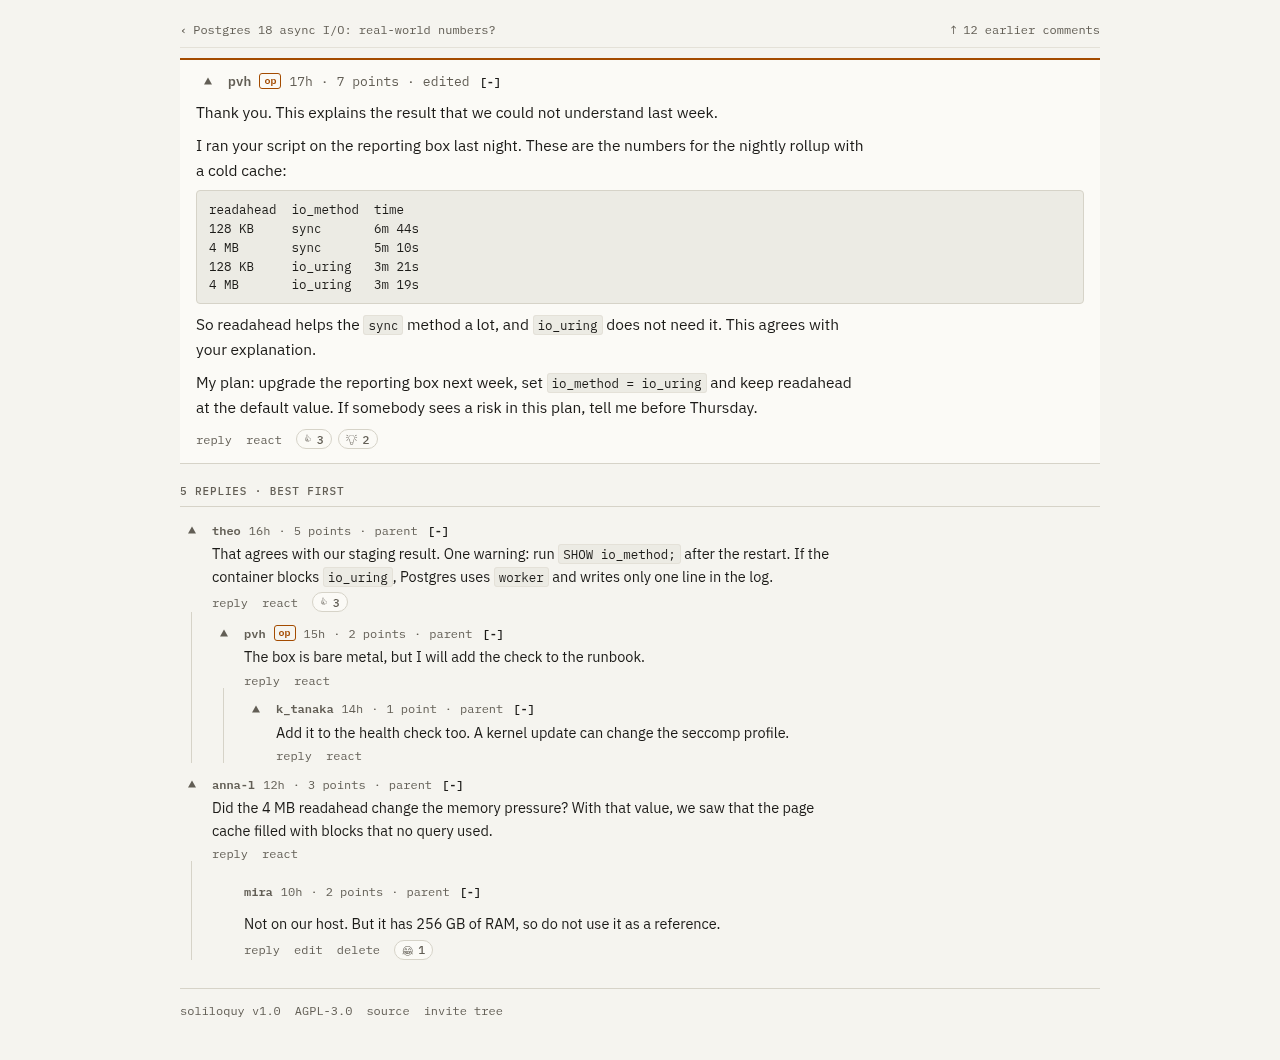 ‹ Postgres 18 async I/O: real-world numbers?
↑ 12 earlier comments
▲ pvh op 17h · 7 points · edited [-]
Thank you. This explains the result that we could not understand last week.
I ran your script on the reporting box last night. These are the numbers for the nightly rollup with
a cold cache:
readahead io_method time
128 KB sync 6m 44s
4 MB sync 5m 10s
128 KB io_uring 3m 21s
4 MB io_uring 3m 19s
So readahead helps the sync method a lot, and io_uring does not need it. This agrees with
your explanation.
My plan: upgrade the reporting box next week, set io_method = io_uring and keep readahead
at the default value. If somebody sees a risk in this plan, tell me before Thursday.
reply react 👍 3 💡 2
5 REPLIES · BEST FIRST
▲ theo 16h · 5 points · parent [-]
That agrees with our staging result. One warning: run SHOW io_method; after the restart. If the
container blocks io_uring, Postgres uses worker and writes only one line in the log.
reply react 👍 3
▲ pvh op 15h · 2 points · parent [-]
The box is bare metal, but I will add the check to the runbook.
reply react
▲ k_tanaka 14h · 1 point · parent [-]
Add it to the health check too. A kernel update can change the seccomp profile.
reply react
▲ anna-l 12h · 3 points · parent [-]
Did the 4 MB readahead change the memory pressure? With that value, we saw that the page
cache filled with blocks that no query used.
reply react
mira 10h · 2 points · parent [-]
Not on our host. But it has 256 GB of RAM, so do not use it as a reference.
reply edit delete 😂 1
soliloquy v1.0 AGPL-3.0 source invite tree